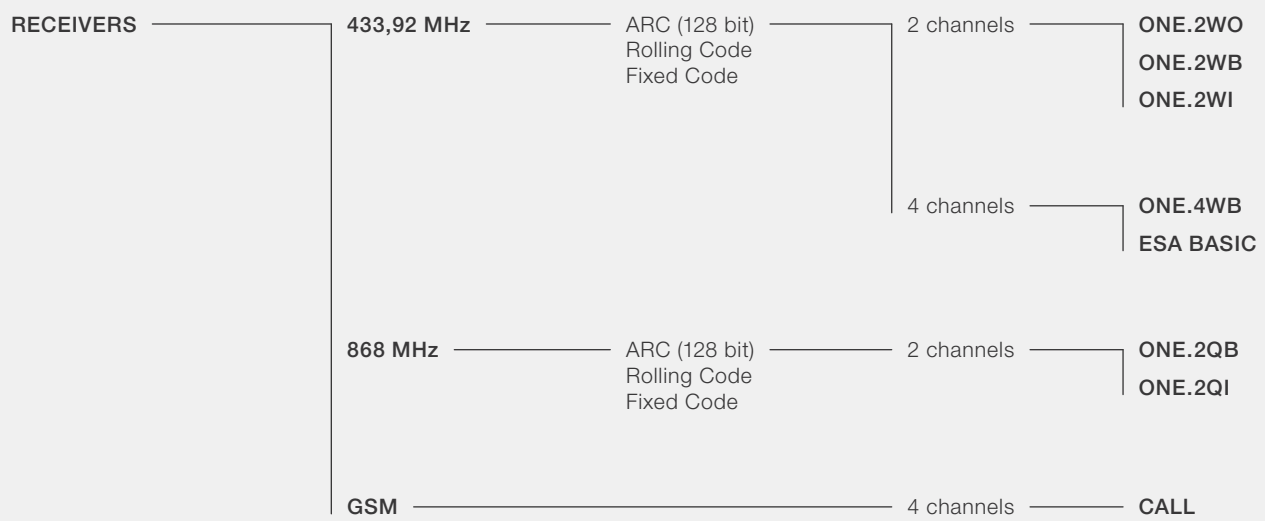 RECEIVERS
433,92 MHz
ARC (128 bit)
Rolling Code
Fixed Code
2 channels
ONE.2WO
ONE.2WB
ONE.2WI
4 channels
ONE.4WB
ESA BASIC
868 MHz
ARC (128 bit)
Rolling Code
Fixed Code
2 channels
ONE.2QB
ONE.2QI
GSM
4 channels
CALL